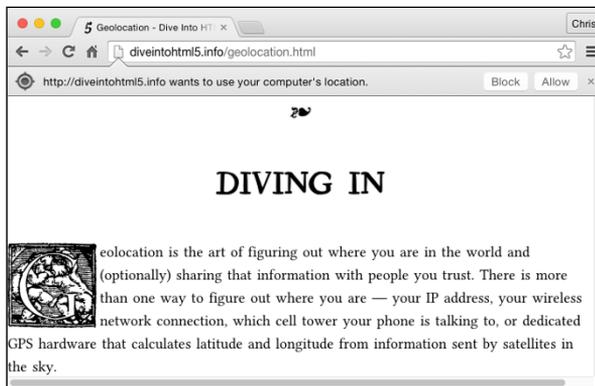 5 Geolocation - Dive Into HT
Chris
diveintohtml5.info/geolocation.html
http://diveintohtml5.info wants to use your computer's location.
Block
Allow
DIVING IN
Geolocation is the art of figuring out where you are in the world and
(optionally) sharing that information with people you trust. There is more
than one way to figure out where you are — your IP address, your wireless
network connection, which cell tower your phone is talking to, or dedicated
GPS hardware that calculates latitude and longitude from information sent by satellites in
the sky.